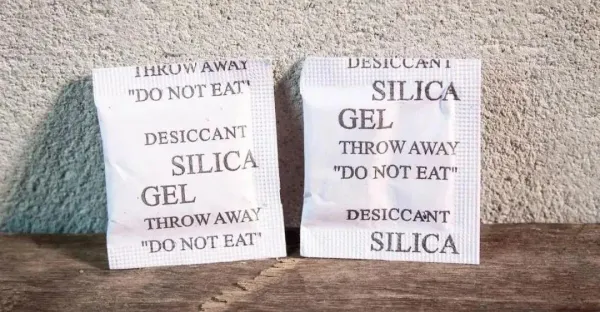 THROW AWAY
"DO NOT EAT"
DESICCANT
SILICA
GEL
THROW AWAY
"DO NOT EAT"
DESICCANT
SILICA
GEL
THROW AWAY
"DO NOT EAT"
DESICCANT
SILICA